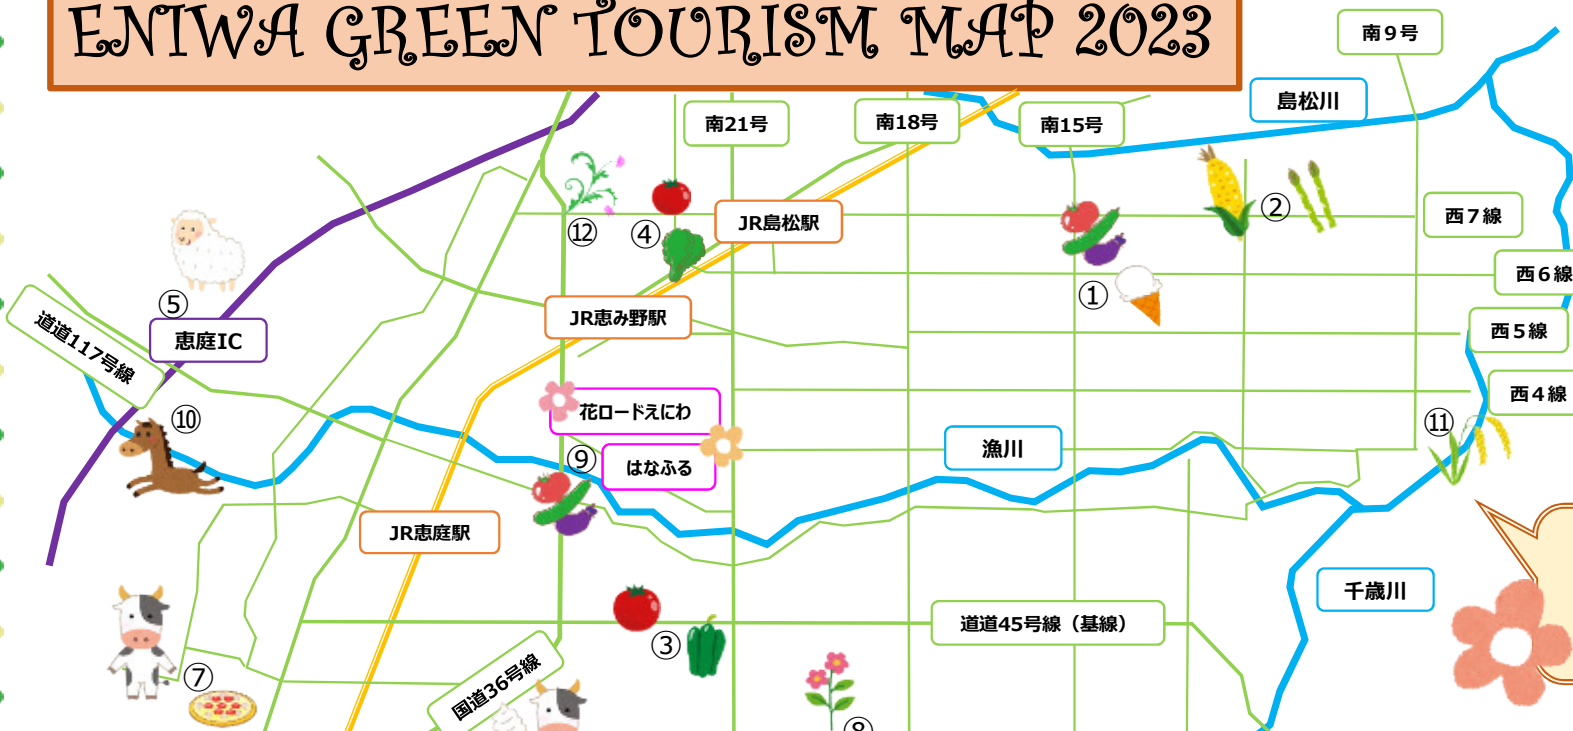 ENIWA GREEN TOURISM MAP 2023
南9号
島松川
南21号
南18号
南15号
西7線
②
⑫
④
JR島松駅
西6線
⑤
①
道道117号線
恵庭IC
JR恵み野駅
西5線
西4線
⑩
花ロードえにわ
⑪
⑨
はなふる
漁川
JR恵庭駅
千歳川
道道45号線（基線）
③
⑦
国道36号線
⑧